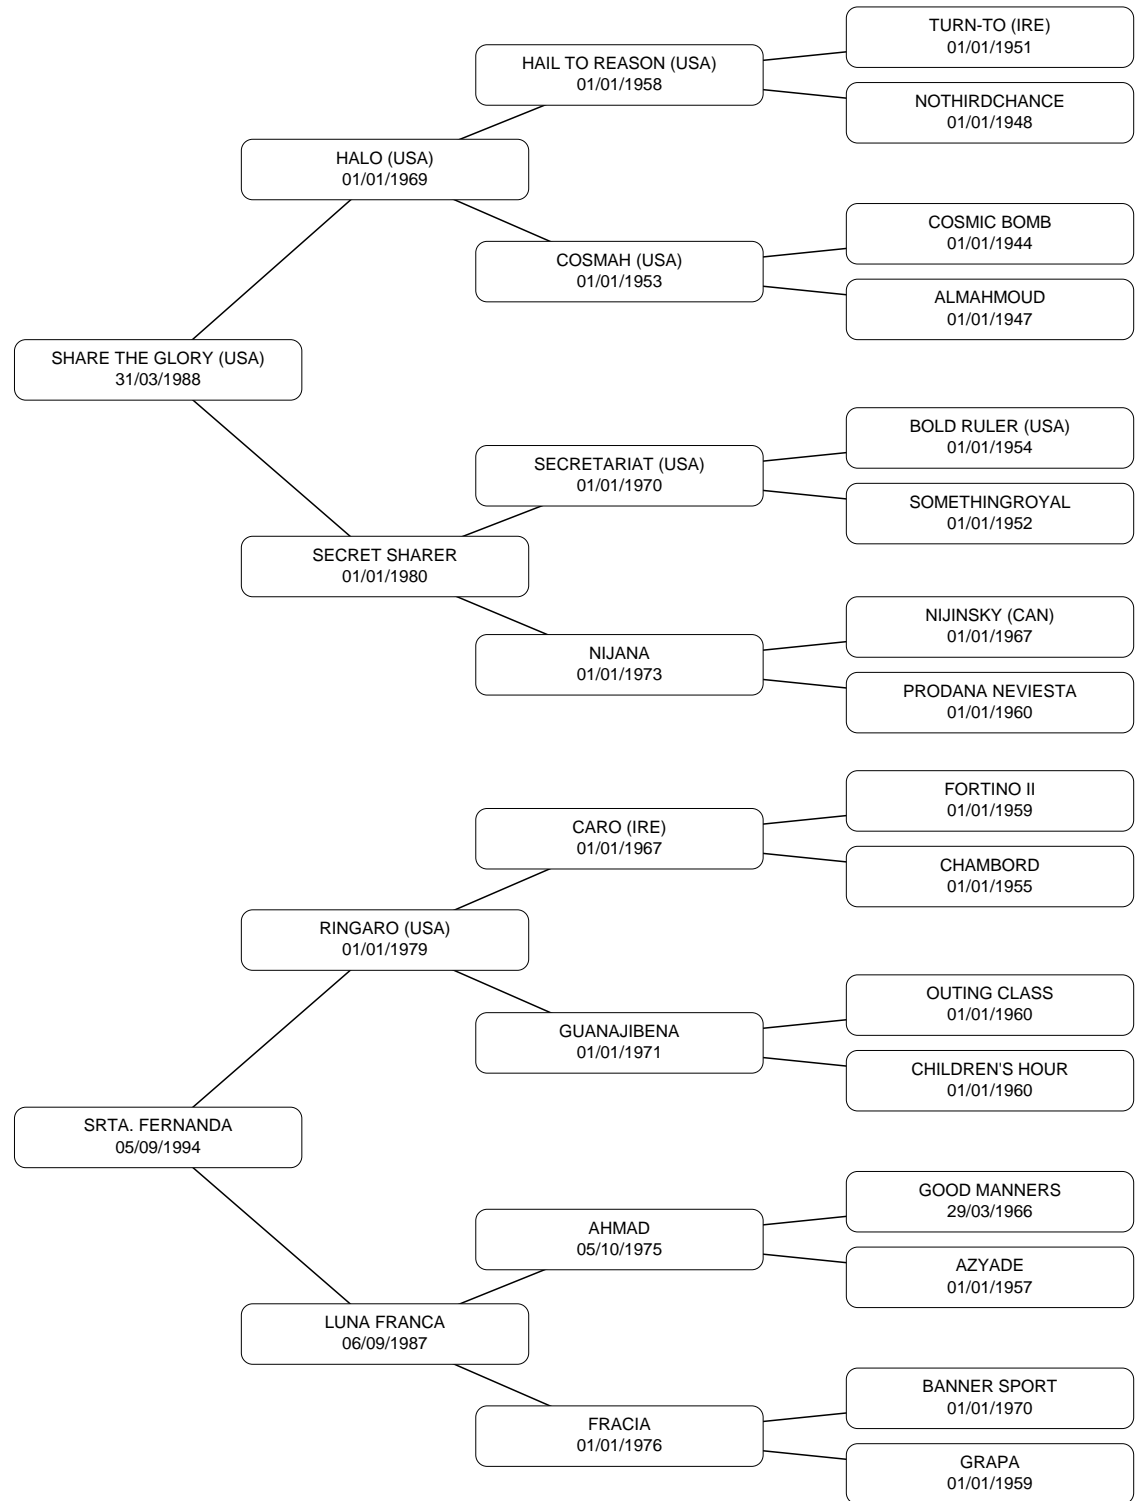 TURN-TO (IRE)
01/01/1951
HAIL TO REASON (USA)
01/01/1958
NOTHIRDCHANCE
01/01/1948
HALO (USA)
01/01/1969
COSMIC BOMB
01/01/1944
COSMAH (USA)
01/01/1953
ALMAHMOUD
01/01/1947
SHARE THE GLORY (USA)
31/03/1988
BOLD RULER (USA)
01/01/1954
SECRETARIAT (USA)
01/01/1970
SOMETHINGROYAL
01/01/1952
SECRET SHARER
01/01/1980
NIJINSKY (CAN)
01/01/1967
NIJANA
01/01/1973
PRODANA NEVIESTA
01/01/1960
FORTINO II
01/01/1959
CARO (IRE)
01/01/1967
CHAMBORD
01/01/1955
RINGARO (USA)
01/01/1979
OUTING CLASS
01/01/1960
GUANAJIBENA
01/01/1971
CHILDREN'S HOUR
01/01/1960
SRTA. FERNANDA
05/09/1994
GOOD MANNERS
29/03/1966
AHMAD
05/10/1975
AZYADE
01/01/1957
LUNA FRANCA
06/09/1987
BANNER SPORT
01/01/1970
FRACIA
01/01/1976
GRAPA
01/01/1959